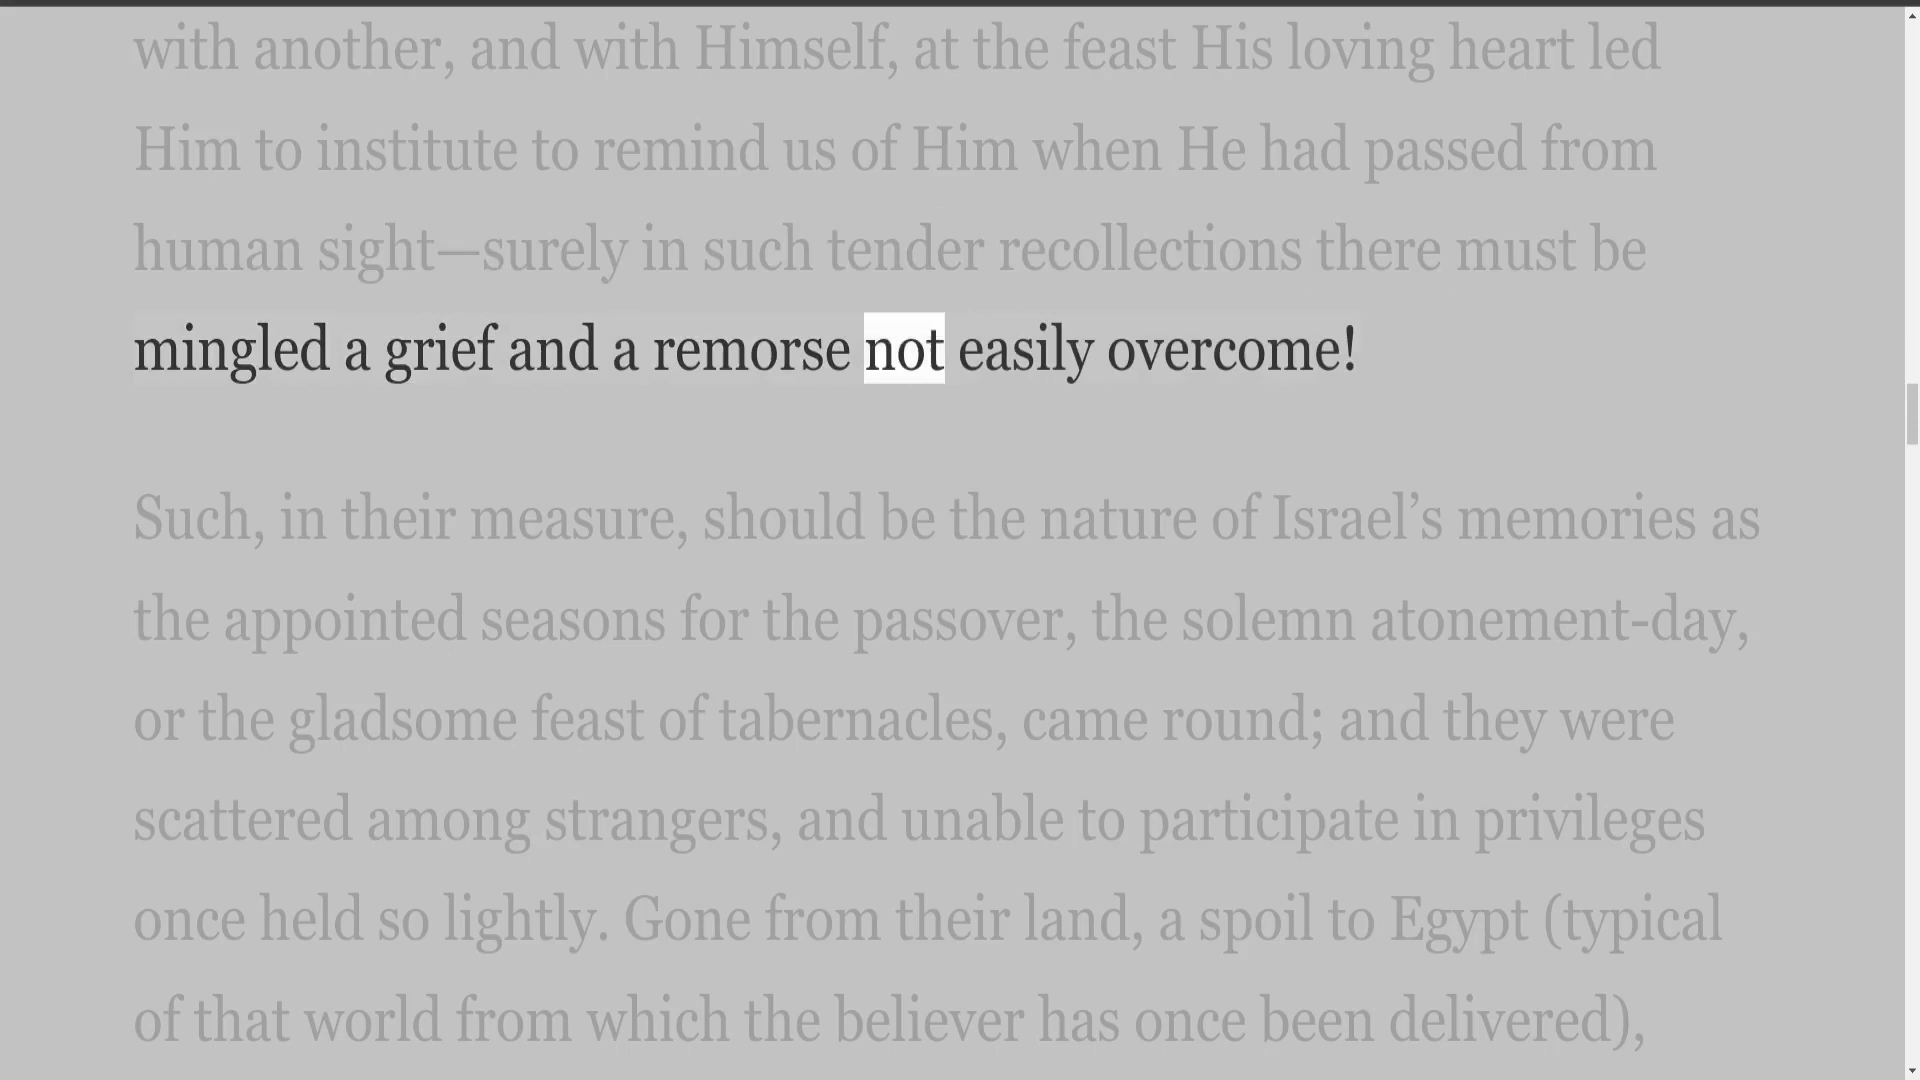 with another, and with Himself, at the feast His loving heart led
Him to institute to remind us of Him when He had passed from
human sight—surely in such tender recollections there must be
mingled a grief and a remorse not easily overcome!
Such, in their measure, should be the nature of Israel’s memories as
the appointed seasons for the passover, the solemn atonement-day,
or the gladsome feast of tabernacles, came round; and they were
scattered among strangers, and unable to participate in privileges
once held so lightly. Gone from their land, a spoil to Egypt (typical
of that world from which the believer has once been delivered),